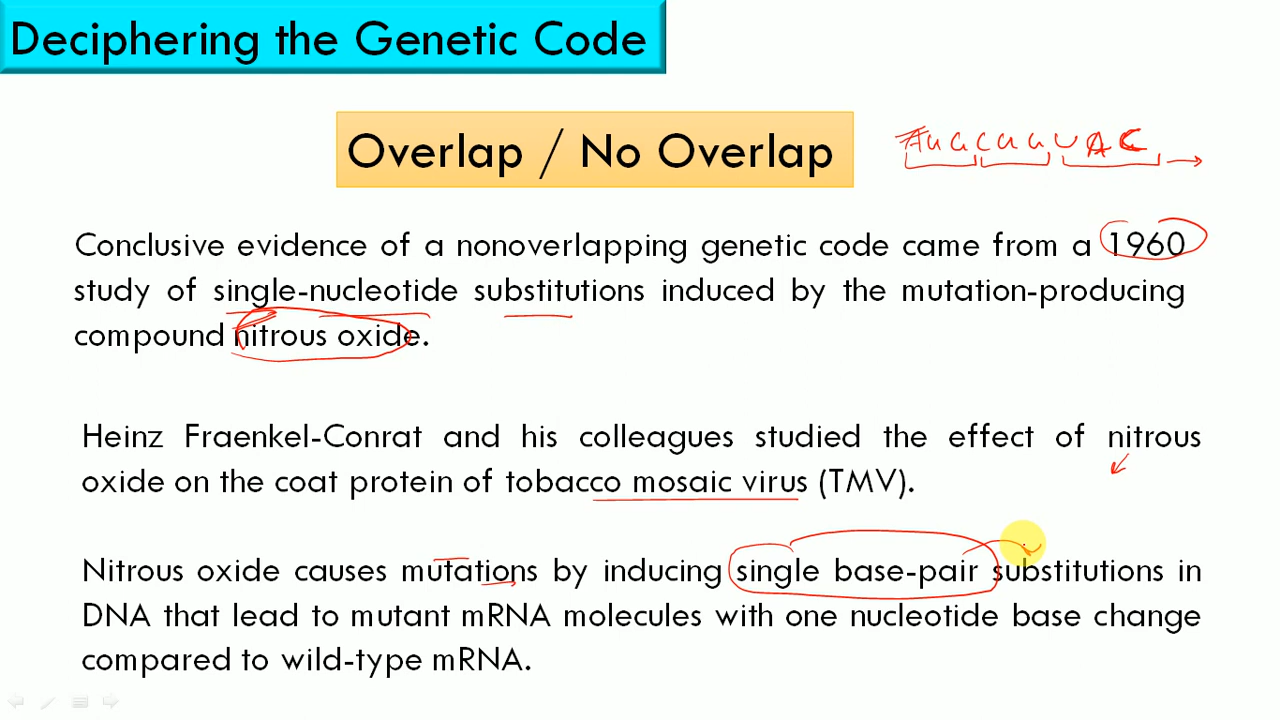 Deciphering the Genetic Code
Overlap / No Overlap
AUGCUGUAC
Conclusive evidence of a nonoverlapping genetic code came from a 1960
study of single-nucleotide substitutions induced by the mutation-producing
compound nitrous oxide.
Heinz Fraenkel-Conrat and his colleagues studied the effect of nitrous
oxide on the coat protein of tobacco mosaic virus (TMV).
Nitrous oxide causes mutations by inducing single base-pair substitutions in
DNA that lead to mutant mRNA molecules with one nucleotide base change
compared to wild-type mRNA.